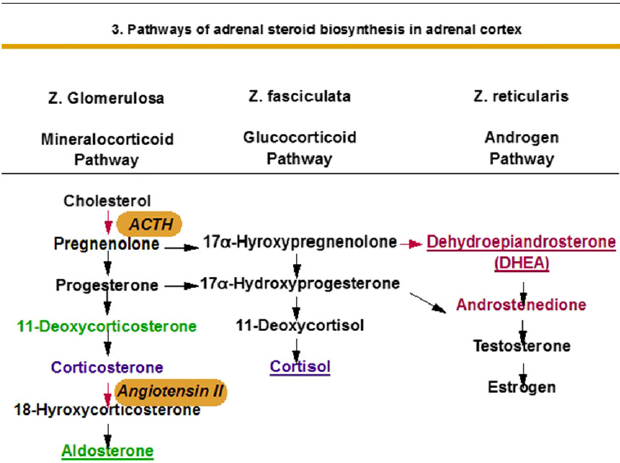 3. Pathways of adrenal steroid biosynthesis in adrenal cortex
Z. Glomerulosa
Z. fasciculata
Z. reticularis
Mineralocorticoid
Pathway
Glucocorticoid
Pathway
Androgen
Pathway
Cholesterol
ACTH
Pregnenolone
17α-Hyroxypregnenolone
Dehydroepiandrosterone
(DHEA)
Progesterone
17α-Hydroxyprogesterone
Androstenedione
11-Deoxycorticosterone
11-Deoxycortisol
Testosterone
Corticosterone
Cortisol
Estrogen
Angiotensin II
18-Hyroxycorticosterone
Aldosterone